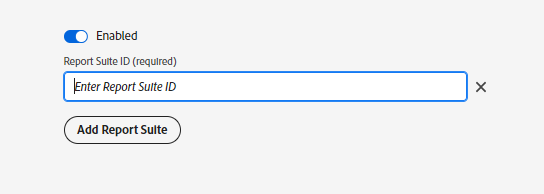 Enabled
Report Suite ID (required)
Enter Report Suite ID
Add Report Suite